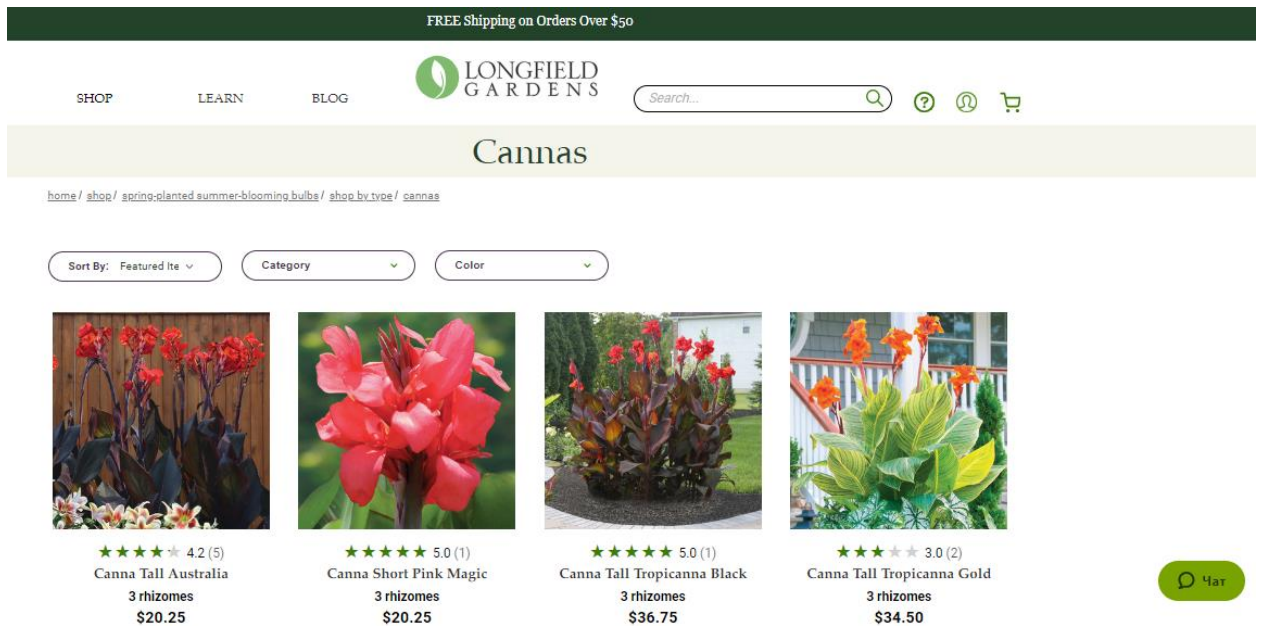 FREE Shipping on Orders Over $50
LONGFIELD
GARDENS
SHOP LEARN BLOG
Search...
Cannas
home / shop / spring-planted summer-blooming bulbs / shop by type / cannas
Sort By: Featured Ite
Category
Color
4.2 (5)
5.0 (1)
5.0 (1)
3.0 (2)
Canna Tall Australia
Canna Short Pink Magic
Canna Tall Tropicanna Black
Canna Tall Tropicanna Gold
3 rhizomes
3 rhizomes
3 rhizomes
3 rhizomes
$20.25
$20.25
$36.75
$34.50
Чат